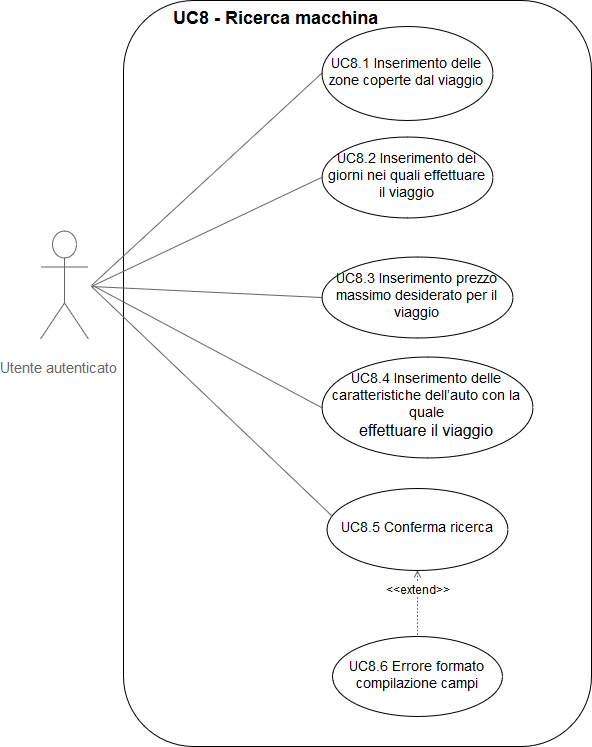 UC8 - Ricerca macchina
UC8.1 Inserimento delle
zone coperte dal viaggio
UC8.2 Inserimento dei
giorni nei quali effettuare
il viaggio
UC8.3 Inserimento prezzo
massimo desiderato per il
viaggio
Utente autenticato
UC8.4 Inserimento delle
caratteristiche dell'auto con la
quale
effettuare il viaggio
UC8.5 Conferma ricerca
<<extend>>
UC8.6 Errore formato
compilazione campi